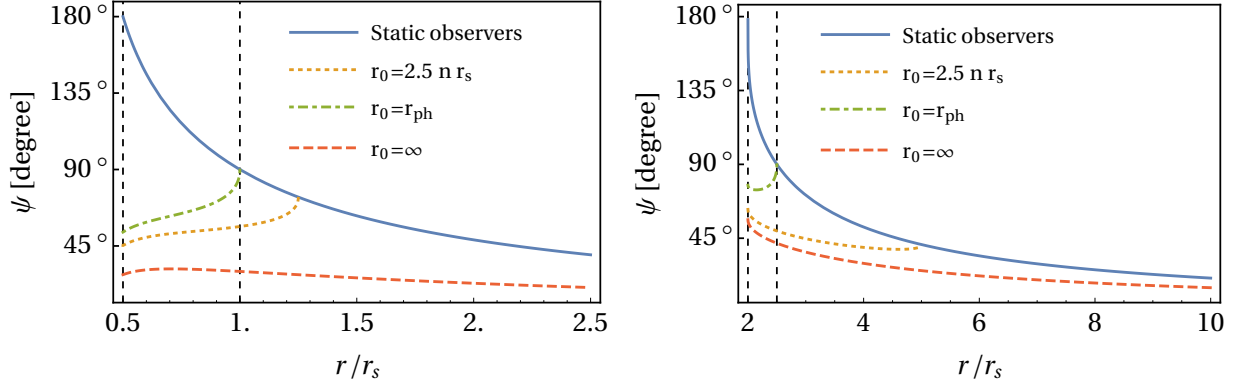 180 °
135 °
90 °
45 °
ψ [degree]
Static observers
r₀=2.5 n rₛ
r₀=r_ph
r₀=∞
0.5 1. 1.5 2. 2.5
r/rₛ
180 °
135 °
90 °
45 °
ψ [degree]
Static observers
r₀=2.5 n rₛ
r₀=r_ph
r₀=∞
2 4 6 8 10
r/rₛ